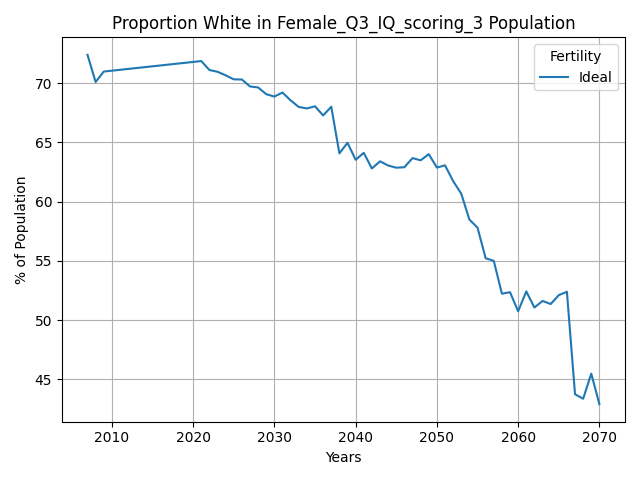 Proportion White in Female_Q3_IQ_scoring_3 Population
Fertility
Ideal
% of Population
70
65
60
55
50
45
2010 2020 2030 2040 2050 2060 2070
Years